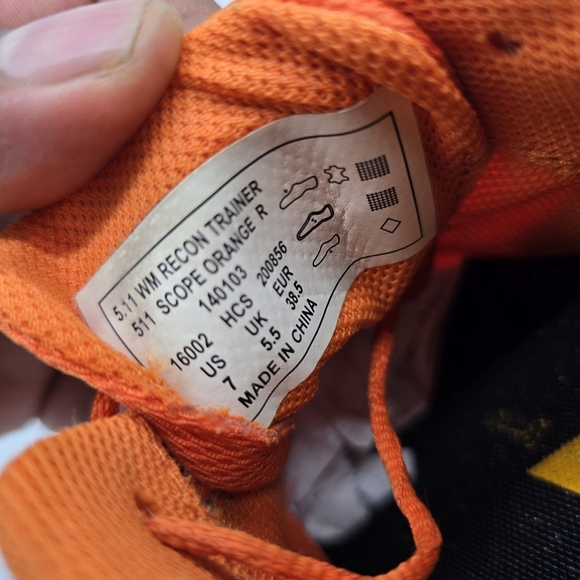 5.11 WM RECON TRAINER
511 SCOPE ORANGE R
140103
16002 HCS 200856
US UK EUR
7 5.5 38.5
MADE IN CHINA